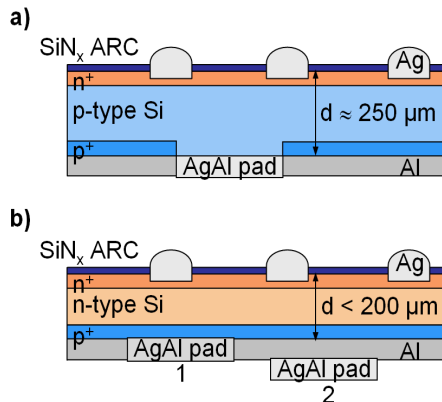 a)
SiNₓ ARC
Ag
n⁺
p-type Si
d ≈ 250 µm
p⁺
AgAl pad
Al
b)
SiNₓ ARC
Ag
n⁺
n-type Si
d < 200 µm
p⁺
AgAl pad
Al
1
AgAl pad
2